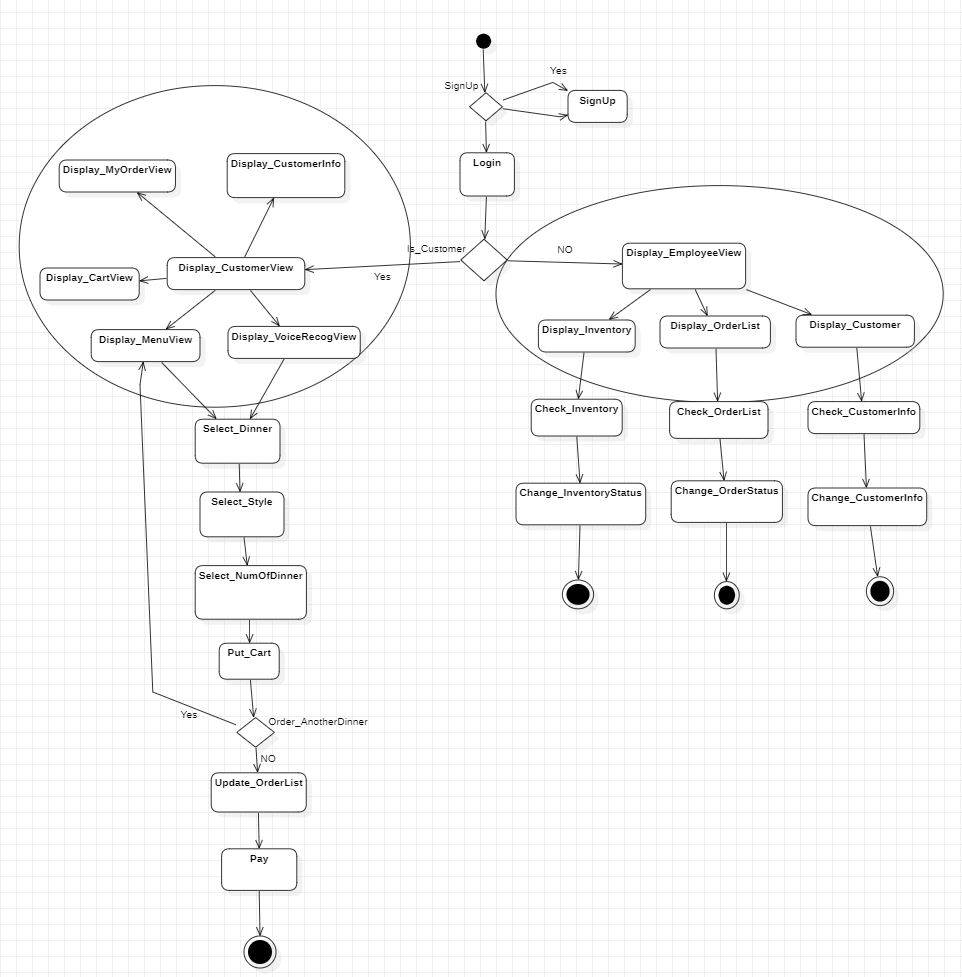 Yes
SignUp
SignUp
Login
Display_MyOrderView
Display_CustomerInfo
Is_Customer
NO
Display_EmployeeView
Display_CustomerView
Yes
Display_CartView
Display_Inventory
Display_OrderList
Display_Customer
Display_MenuView
Display_VoiceRecogView
Select_Dinner
Check_Inventory
Check_OrderList
Check_CustomerInfo
Select_Style
Change_InventoryStatus
Change_OrderStatus
Change_CustomerInfo
Select_NumOfDinner
Put_Cart
Yes
Order_AnotherDinner
NO
Update_OrderList
Pay